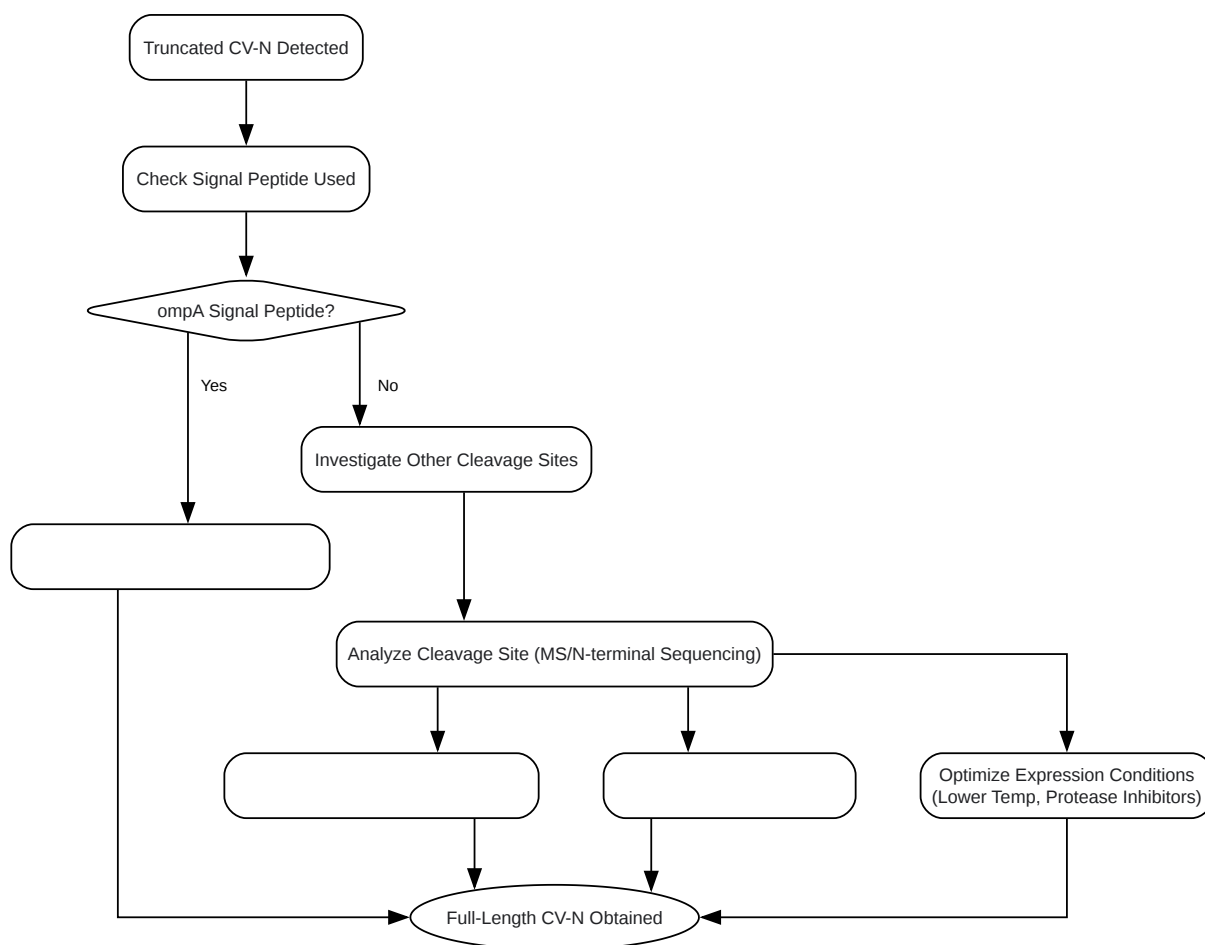 Truncated CV-N Detected
Check Signal Peptide Used
ompA Signal Peptide?
Yes
No
Investigate Other Cleavage Sites
Analyze Cleavage Site (MS/N-terminal Sequencing)
Optimize Expression Conditions
(Lower Temp, Protease Inhibitors)
Full-Length CV-N Obtained